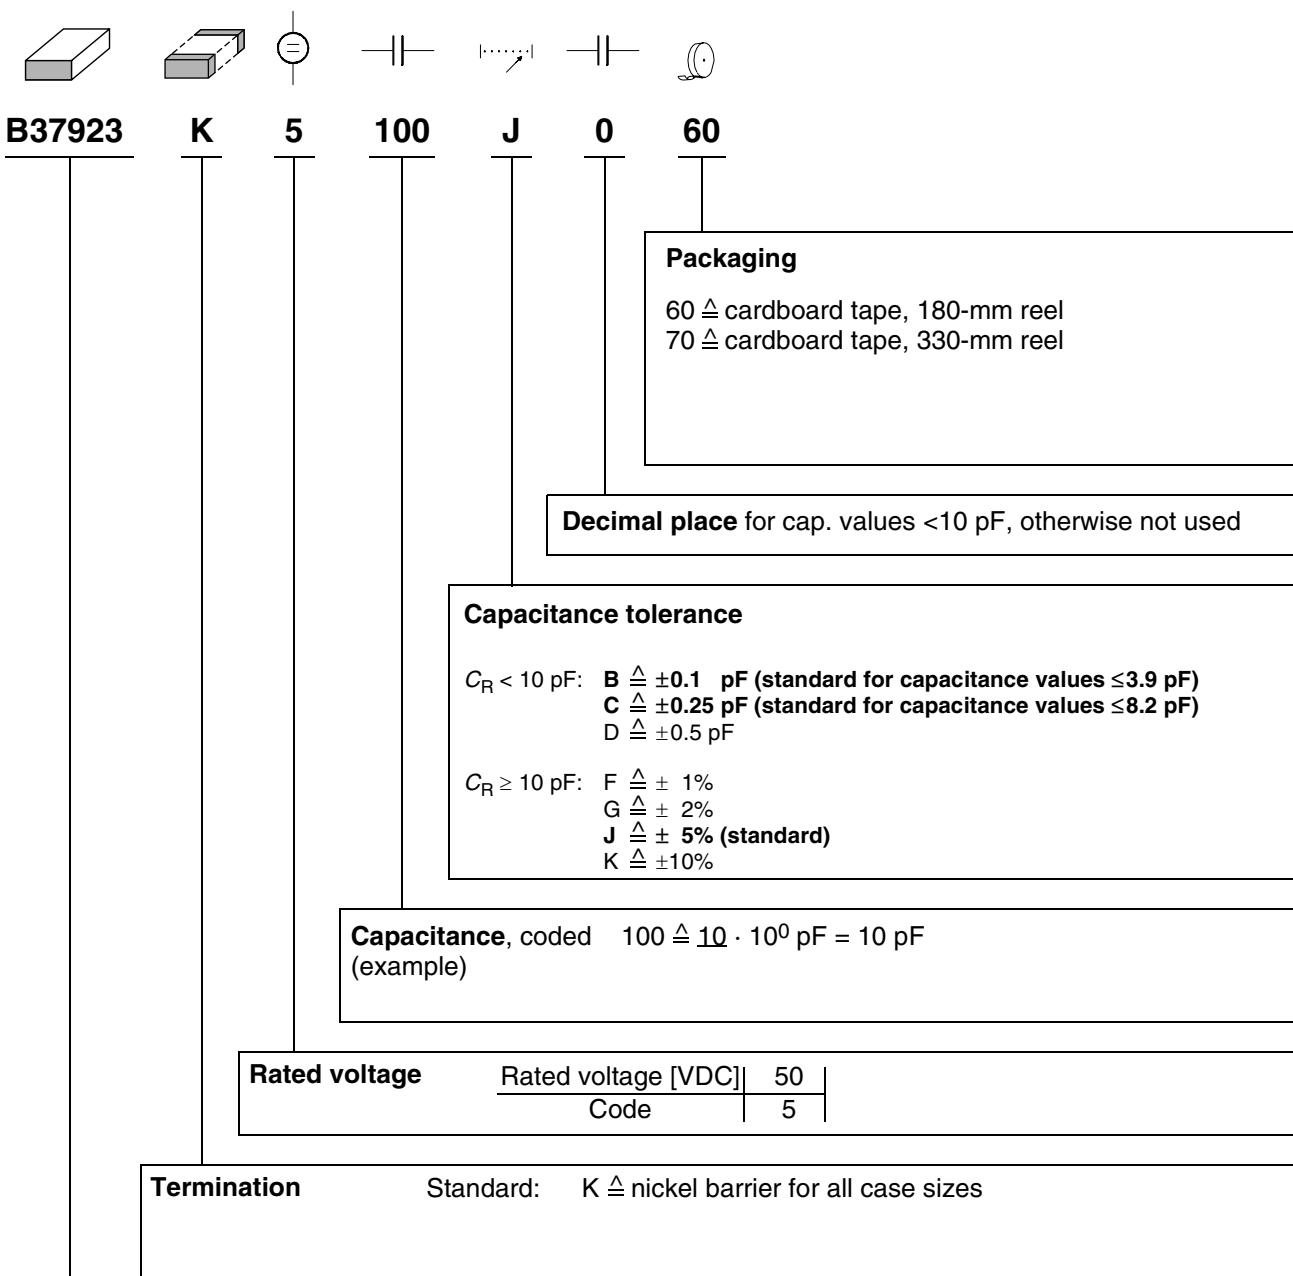 B37923 K 5 100 J 0 60
Packaging
60 ≙ cardboard tape, 180-mm reel
70 ≙ cardboard tape, 330-mm reel
Decimal place for cap. values <10 pF, otherwise not used
Capacitance tolerance
C_R < 10 pF: B ≙ ±0.1 pF (standard for capacitance values ≤3.9 pF)
C ≙ ±0.25 pF (standard for capacitance values ≤8.2 pF)
D ≙ ±0.5 pF
C_R ≥ 10 pF: F ≙ ± 1%
G ≙ ± 2%
J ≙ ± 5% (standard)
K ≙ ±10%
Capacitance, coded 100 ≙ 10 · 10⁰ pF = 10 pF
(example)
Rated voltage Rated voltage [VDC] 50
Code 5
Termination Standard: K ≙ nickel barrier for all case sizes